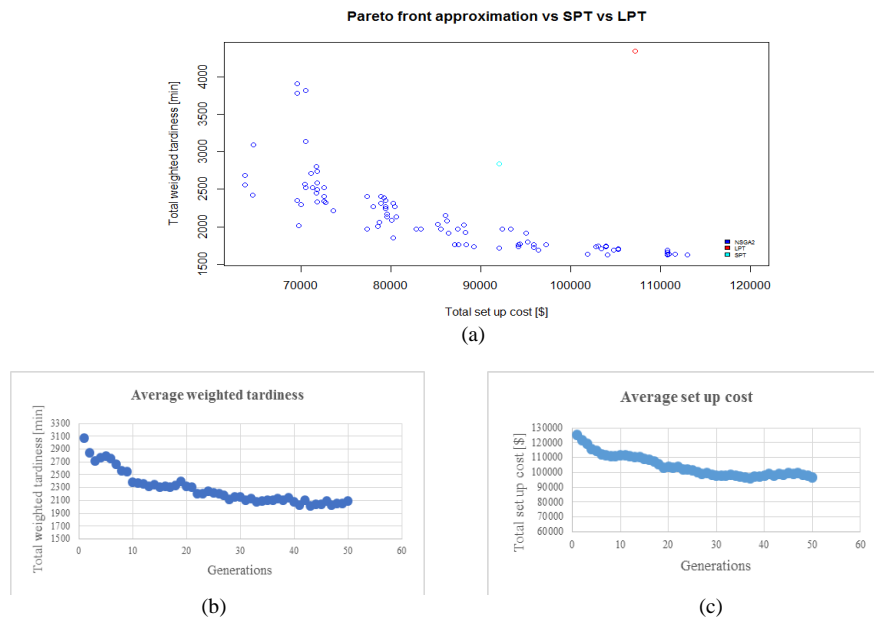 Pareto front approximation vs SPT vs LPT
Total weighted tardiness [min]
4000
3500
3000
2500
2000
1500
NSGA2
LPT
SPT
70000 80000 90000 100000 110000 120000
Total set up cost [$]
(a)
Average weighted tardiness
Total weighted tardiness [min]
3300
3100
2900
2700
2500
2300
2100
1900
1700
1500
0 10 20 30 40 50 60
Generations
(b)
Average set up cost
Total set up cost [$]
130000
120000
110000
100000
90000
80000
70000
60000
0 10 20 30 40 50 60
Generations
(c)